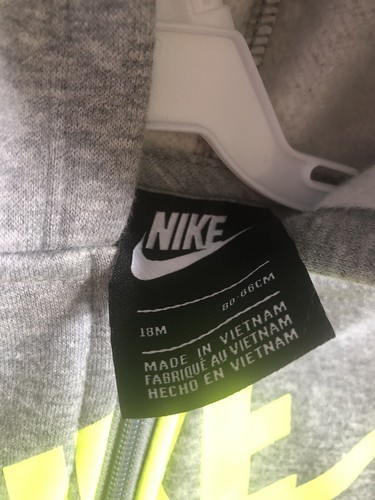 NIKE
18M 80-86CM
MADE IN VIETNAM
FABRIQUÉ AU VIETNAM
HECHO EN VIETNAM